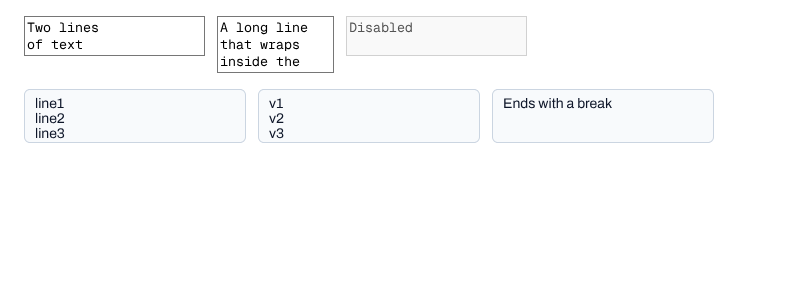 Two lines
of text
A long line
that wraps
inside the
Disabled
line1
line2
line3
v1
v2
v3
Ends with a break